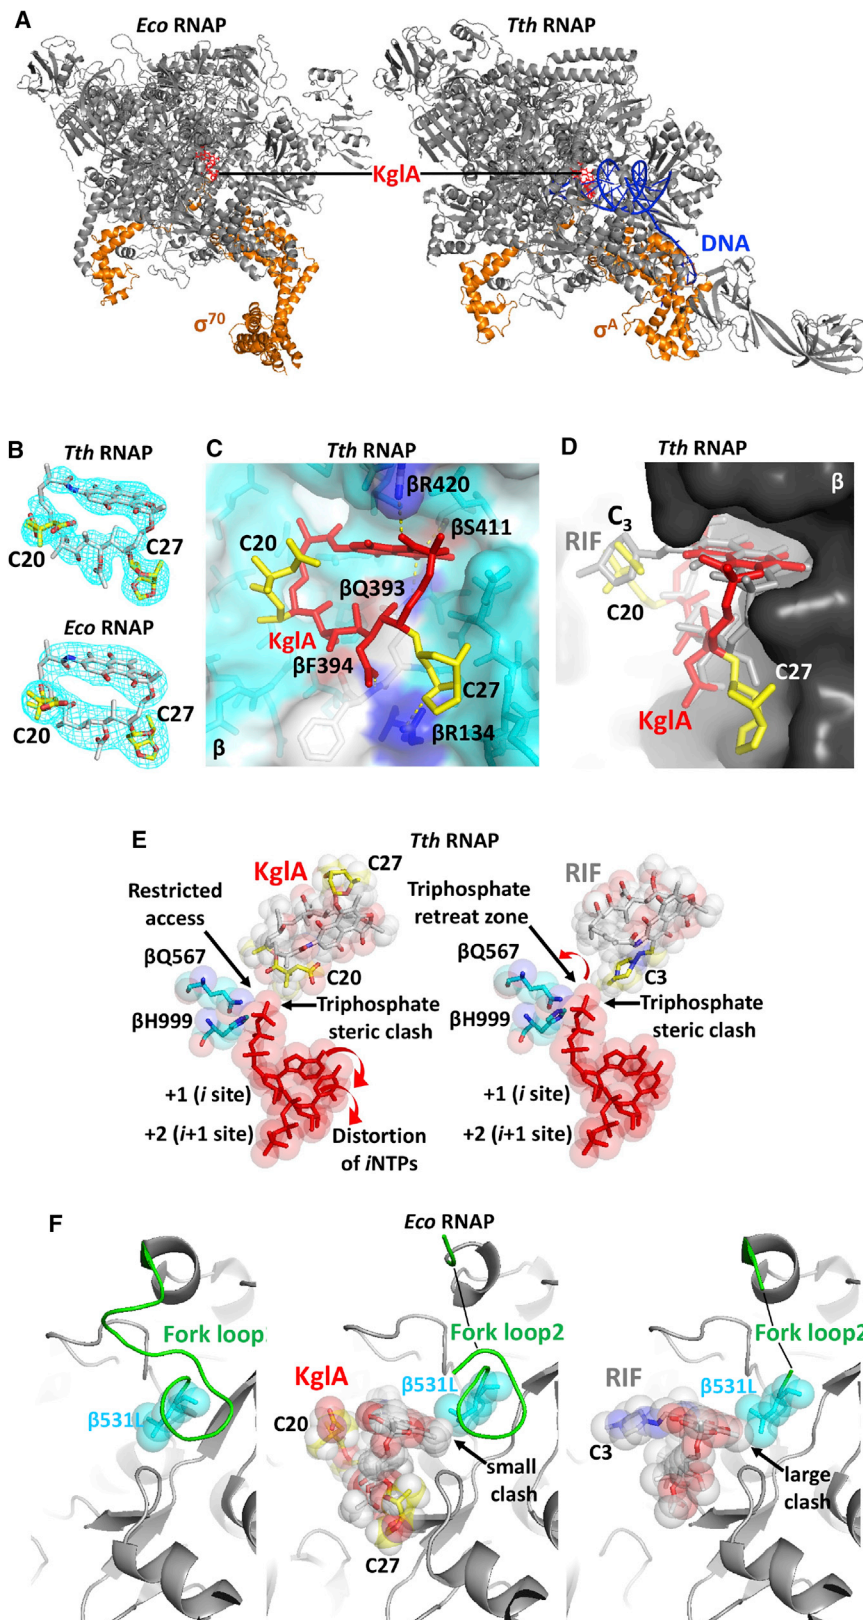 A
Eco RNAP
Tth RNAP
KglA
DNA
σ70
σA
B
Tth RNAP
C20
C27
Eco RNAP
C20
C27
C
Tth RNAP
βR420
βS411
C20
βQ393
KglA
βF394
C27
βR134
β
D
Tth RNAP
β
C3
RIF
C20
C27
KglA
E
Tth RNAP
KglA
C27
Restricted
access
βQ567
C20
βH999
Triphosphate
steric clash
+1 (i site)
+2 (i+1 site)
Distortion
of iNTPs
RIF
Triphosphate
retreat zone
βQ567
C3
βH999
Triphosphate
steric clash
+1 (i site)
+2 (i+1 site)
F
Eco RNAP
Fork loop2
β531L
Fork loop2
KglA
β531L
C20
small
clash
C27
Fork loop2
RIF
β531L
C3
large
clash